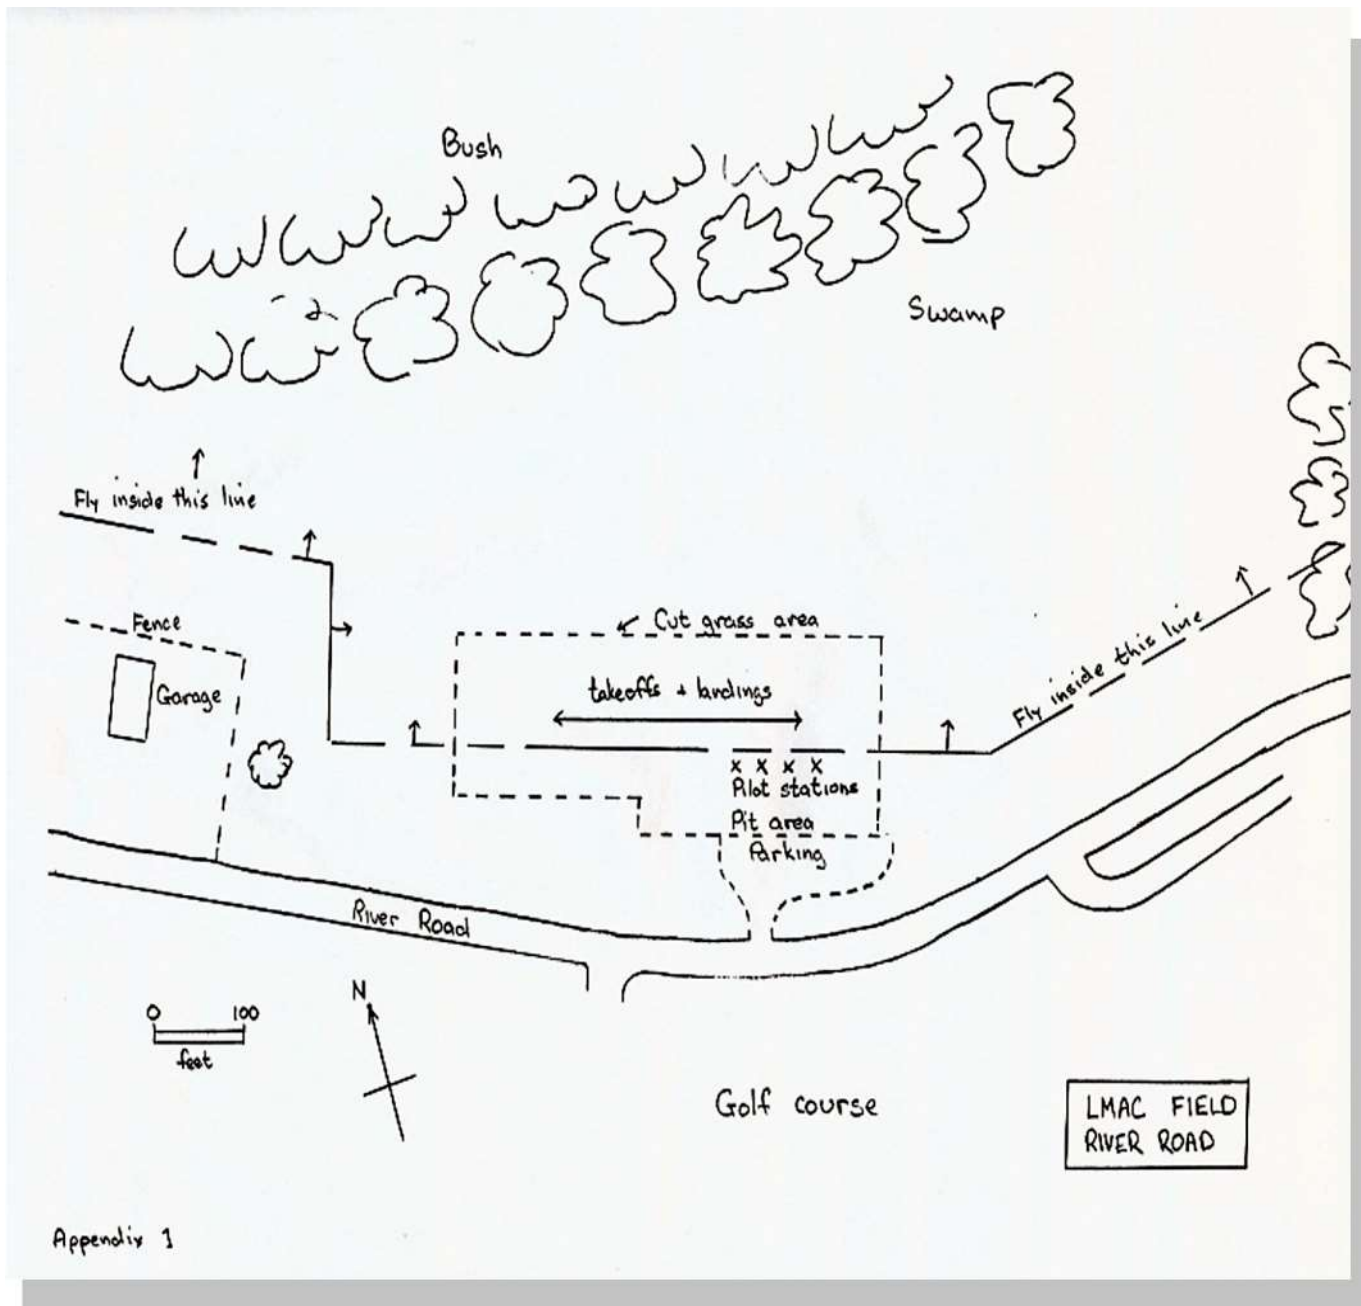 Bush
Swamp
Fly inside this line
Fence
Garage
Cut grass area
takeoffs + landings
Fly inside this line
x x x x
Pilot stations
Pit area
Parking
River Road
N
0 100
feet
Golf course
LMAC FIELD
RIVER ROAD
Appendix 1